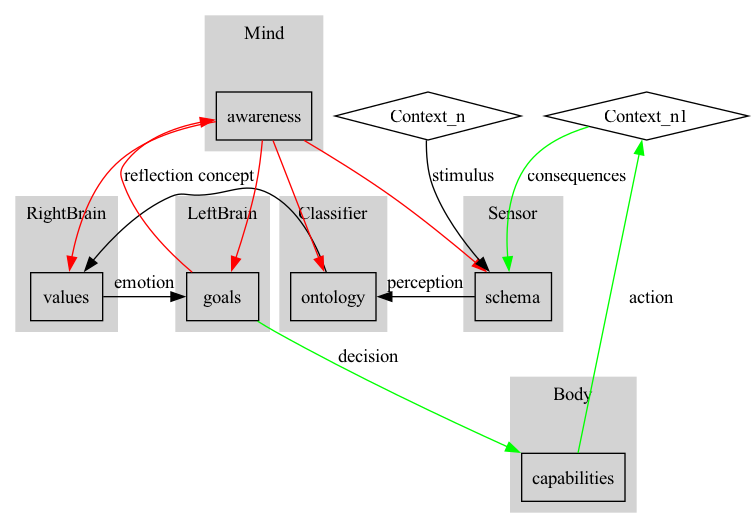 Mind
awareness
Context_n
Context_n1
reflection concept
stimulus
consequences
RightBrain
LeftBrain
Classifier
Sensor
emotion
perception
values
goals
ontology
schema
action
decision
Body
capabilities